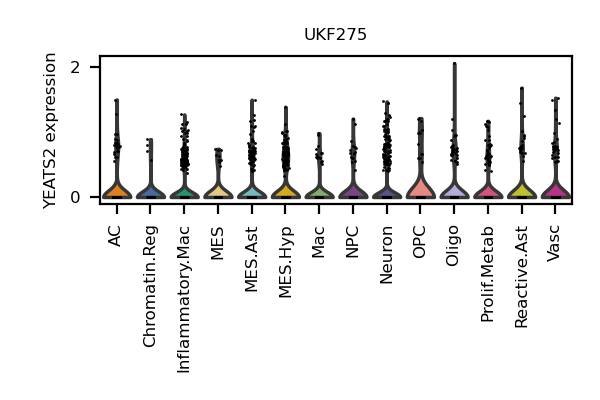 UKF275
YEATS2 expression
2
0
AC
Chromatin.Reg
Inflammatory.Mac
MES
MES.Ast
MES.Hyp
Mac
NPC
Neuron
OPC
Oligo
Prolif.Metab
Reactive.Ast
Vasc